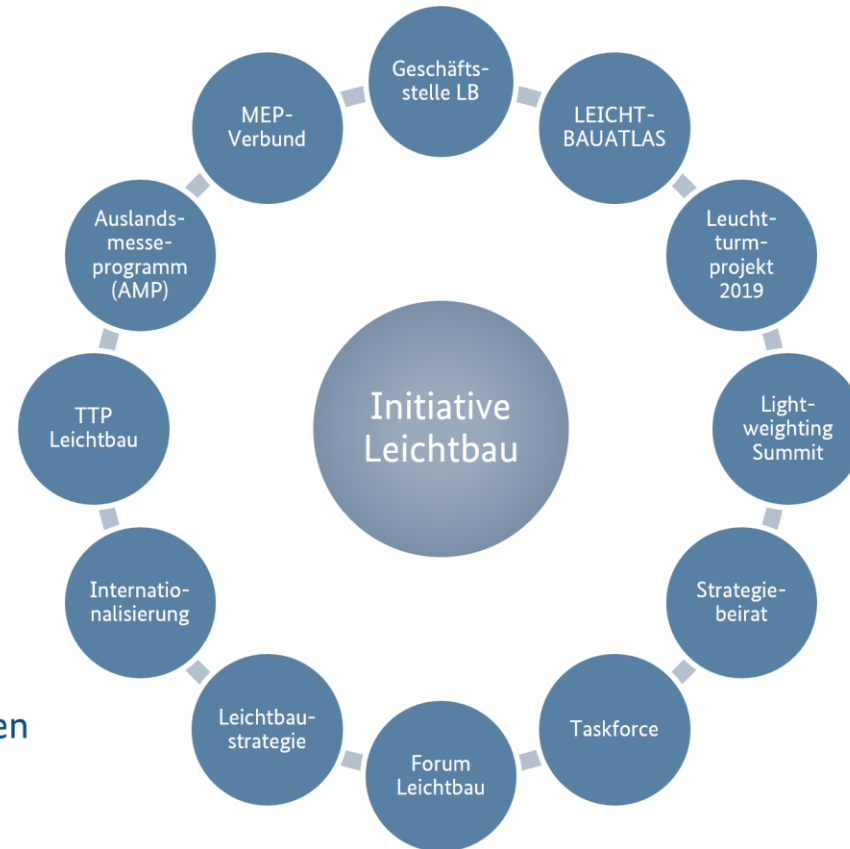 Geschäfts-
stelle LB
LEICHT-
BAUATLAS
Leucht-
turm-
projekt
2019
Light-
weighting
Summit
Strategie-
beirat
Taskforce
Forum
Leichtbau
Leichtbau-
strategie
Internatio-
nalisierung
TTP
Leichtbau
Auslands-
messe-
programm
(AMP)
MEP-
Verbund
Initiative
Leichtbau
en